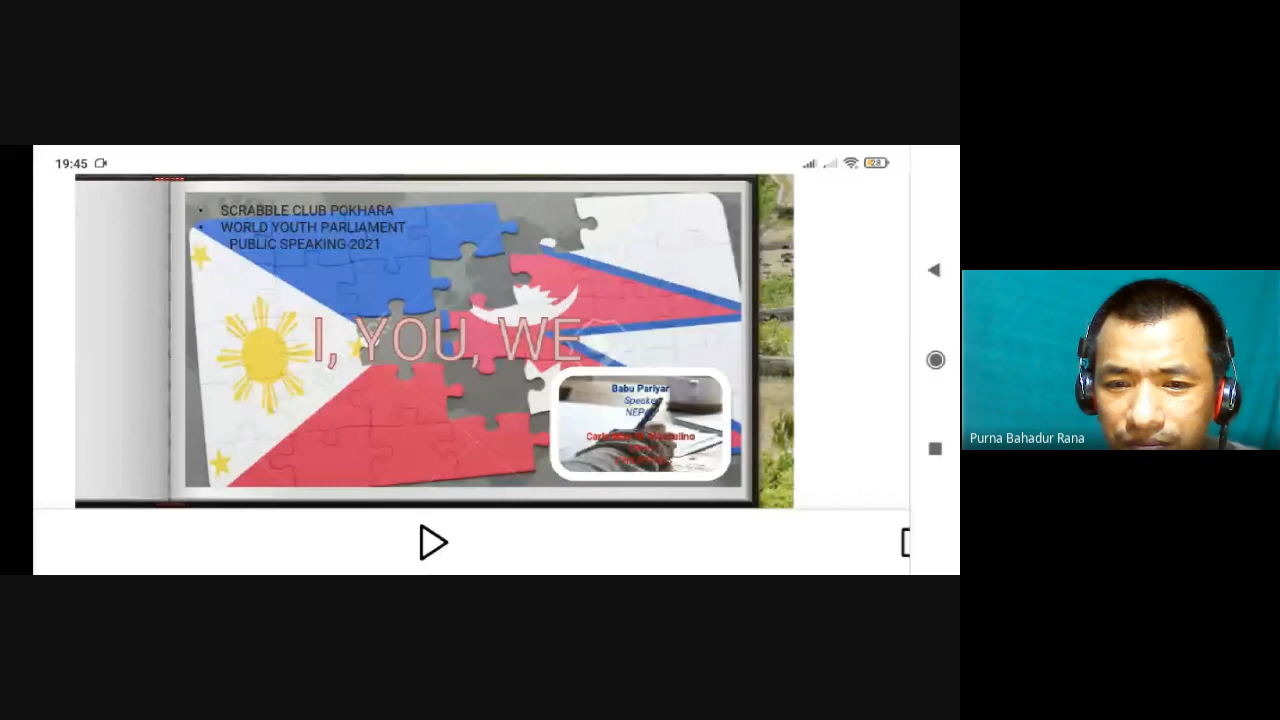 19:45
28
SCRABBLE CLUB POKHARA
WORLD YOUTH PARLIAMENT
PUBLIC SPEAKING 2021
I, YOU, WE
Babu Pariyar
Speaker
Purna Bahadur Rana